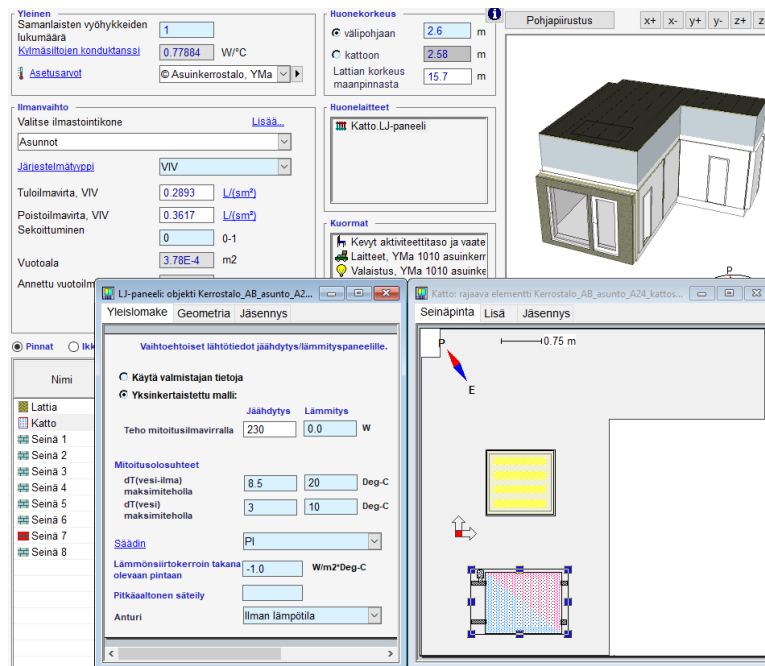 Yleinen
Samanlaisten vyöhykkeiden lukumäärä 1
Kylmäsiltojen konduktanssi 0.77884 W/°C
Asetusarvot © Asuinkerrostalo, YMa
Huonekorkeus
välipohjaan 2.6 m
kattoon 2.58 m
Lattian korkeus maanpinnasta 15.7 m
Pohjapiirustus x+ x- y+ y- z+
Ilmanvaihto
Valitse ilmastointikone Lisää...
Asunnot
Järjestelmätyyppi VIV
Tuloilmavirta, VIV 0.2893 L/(sm²)
Poistoilmavirta, VIV 0.3617 L/(sm²)
Sekoittuminen 0 0-1
Vuotoala 3.78E-4 m2
Annettu vuotoilm
Huonelaitteet
Katto.LJ-paneeli
Kuormat
Kevyt aktiviteettitaso ja vaate
Laitteet, YMa 1010 asuinkerr
Valaistus, YMa 1010 asuinke
P
Pinnat Ikk
Nimi
Lattia
Katto
Seinä 1
Seinä 2
Seinä 3
Seinä 4
Seinä 5
Seinä 6
Seinä 7
Seinä 8
LJ-paneeli: objekti Kerrostalo_AB_asunto_A2...
Yleislomake Geometria Jäsennys
Vaihtoehtoiset lähtötiedot jäähdytys/lämmityspaneelille.
Käytä valmistajan tietoja
Yksinkertaistettu malli:
Jäähdytys Lämmitys
Teho mitoitusilmavirralla 230 0.0 W
Mitoitusolosuhteet
dT(vesi-ilma) maksimiteholla 8.5 20 Deg-C
dT(vesi) maksimiteholla 3 10 Deg-C
Säädin PI
Lämmönsiirtokerroin takana olevaan pintaan -1.0 W/m2*Deg-C
Pitkäaaltonen säteily
Anturi Ilman lämpötila
Katto: rajaava elementti Kerrostalo_AB_asunto_A24_kattos...
Seinäpinta Lisä Jäsennys
P
0.75 m
E